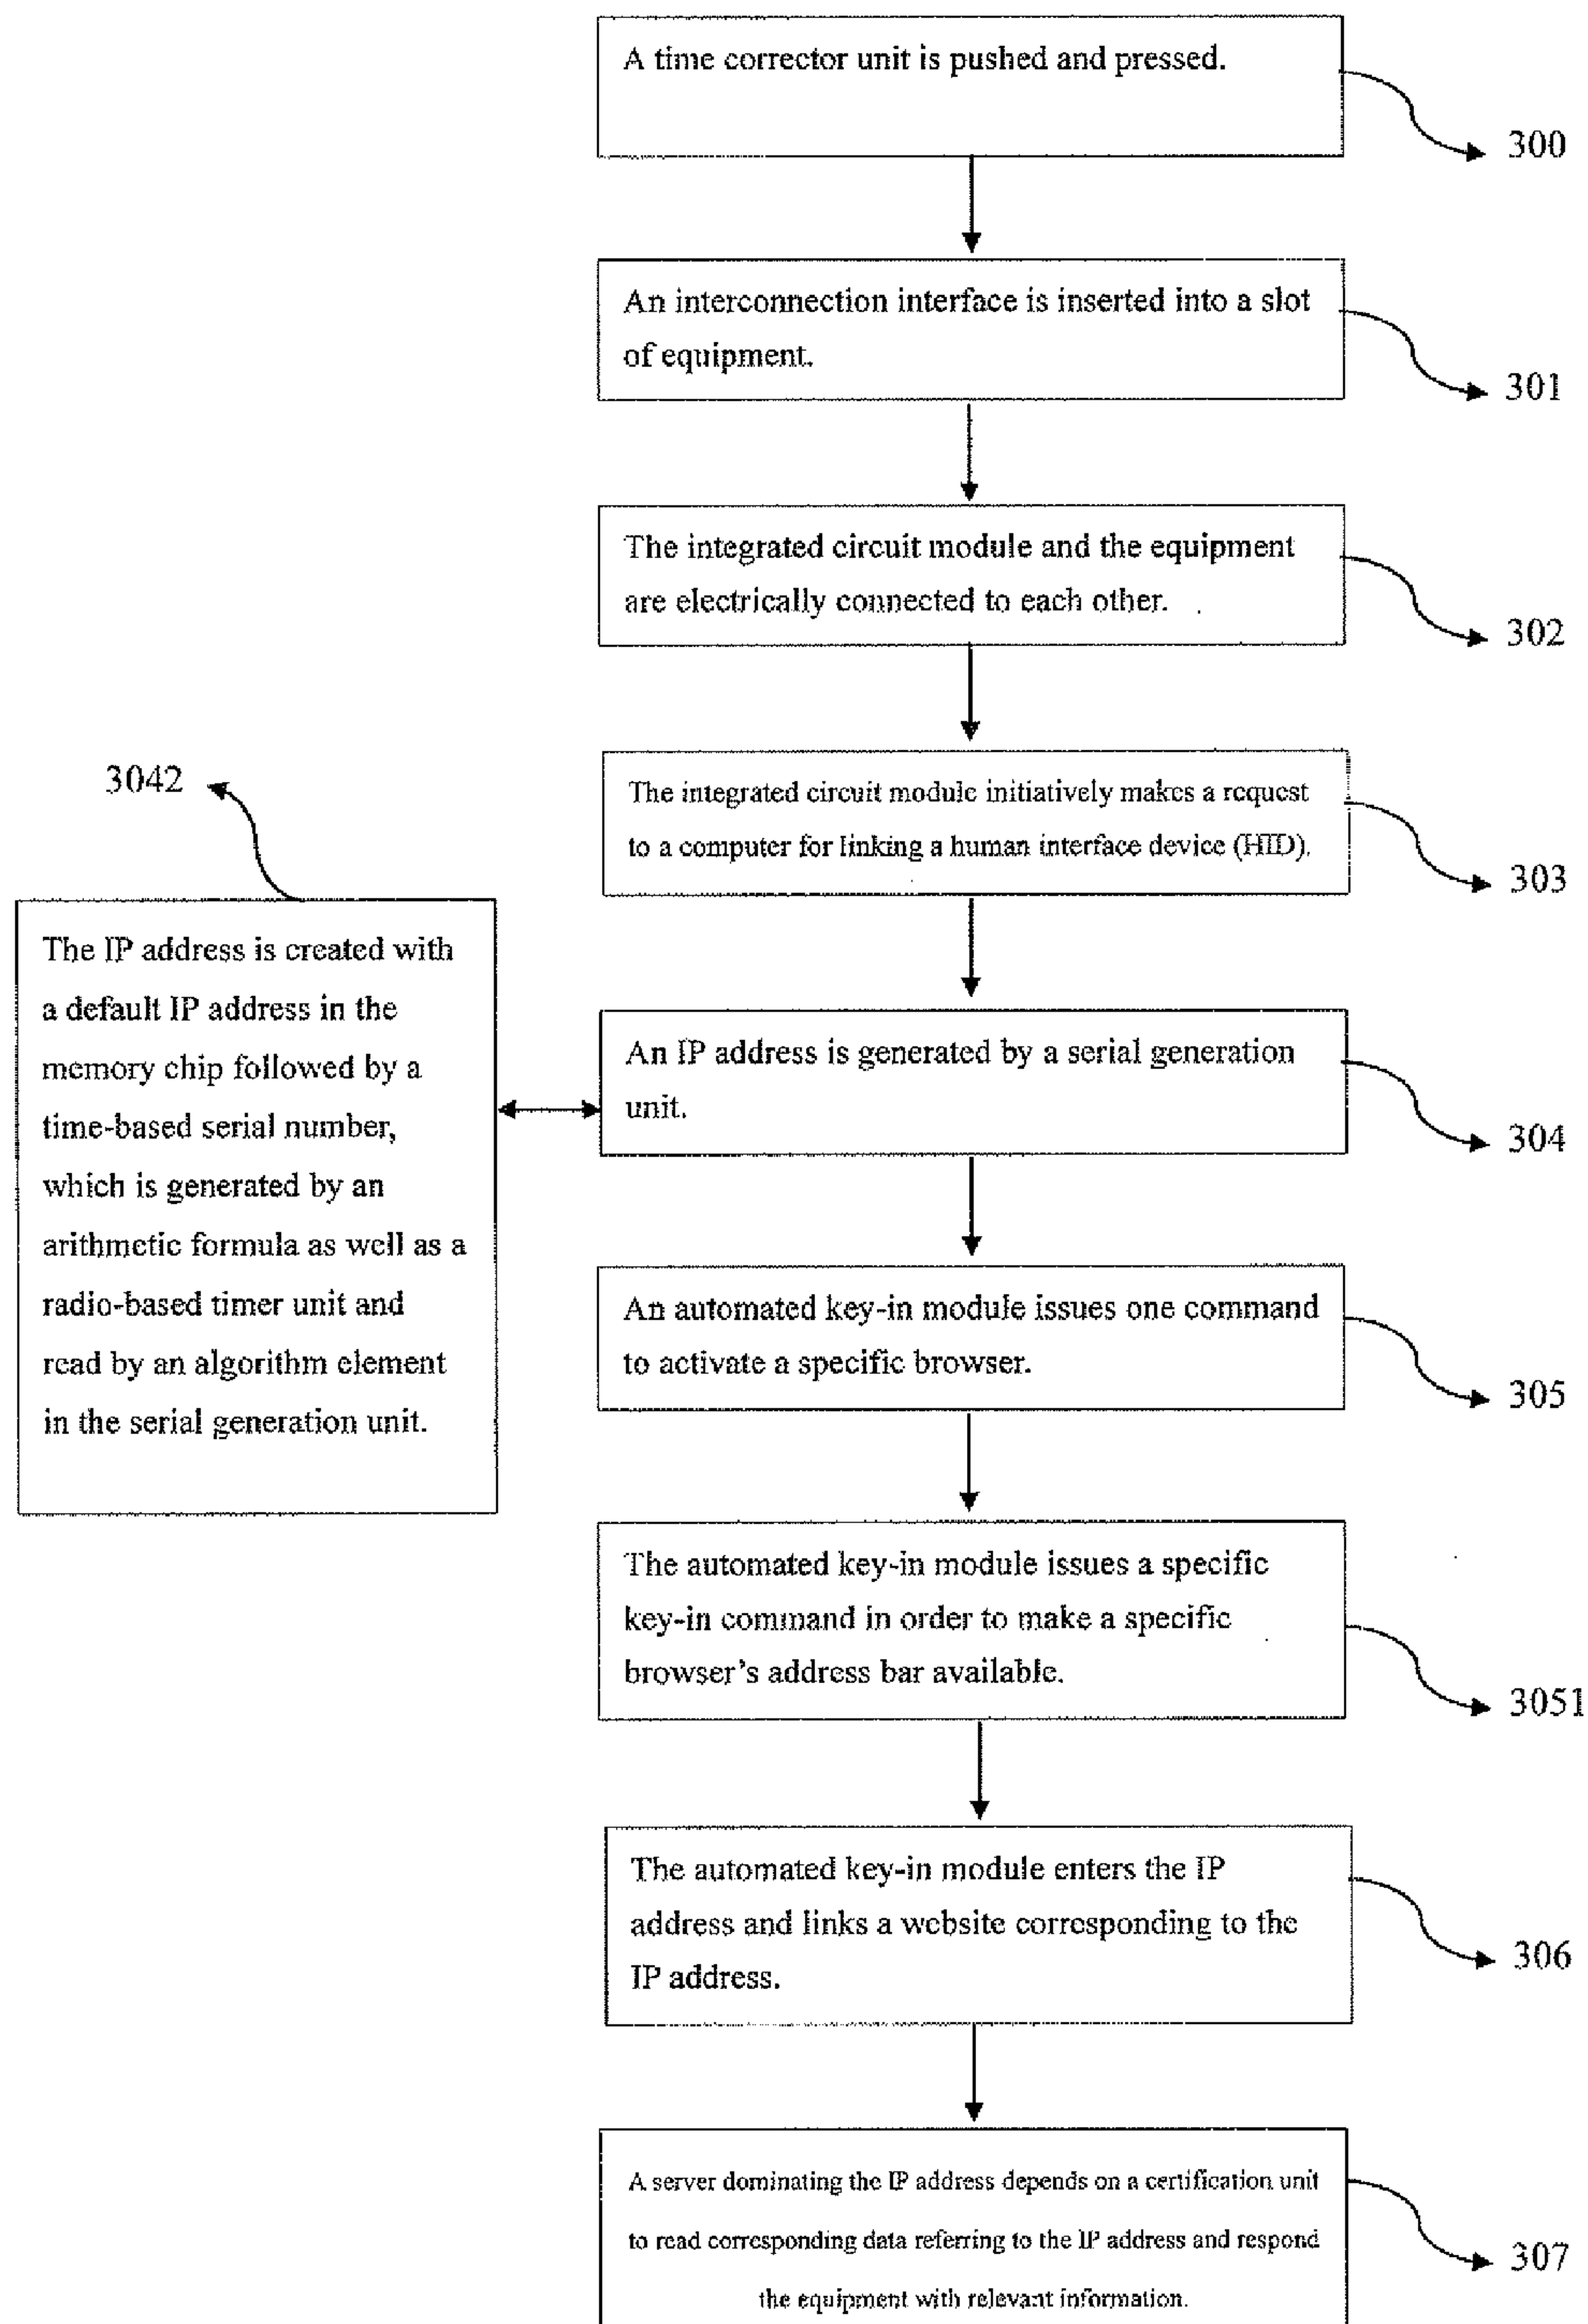 A time corrector unit is pushed and pressed.
300
An interconnection interface is inserted into a slot
of equipment.
301
The integrated circuit module and the equipment
are electrically connected to each other.
302
The integrated circuit module initiatively makes a request
to a computer for linking a human interface device (HID).
303
3042
The IP address is created with
a default IP address in the
memory chip followed by a
time-based serial number,
which is generated by an
arithmetic formula as well as a
radio-based timer unit and
read by an algorithm element
in the serial generation unit.
An IP address is generated by a serial generation
unit.
304
An automated key-in module issues one command
to activate a specific browser.
305
The automated key-in module issues a specific
key-in command in order to make a specific
browser's address bar available.
3051
The automated key-in module enters the IP
address and links a website corresponding to the
IP address.
306
A server dominating the IP address depends on a certification unit
to read corresponding data referring to the IP address and respond
the equipment with relevant information.
307